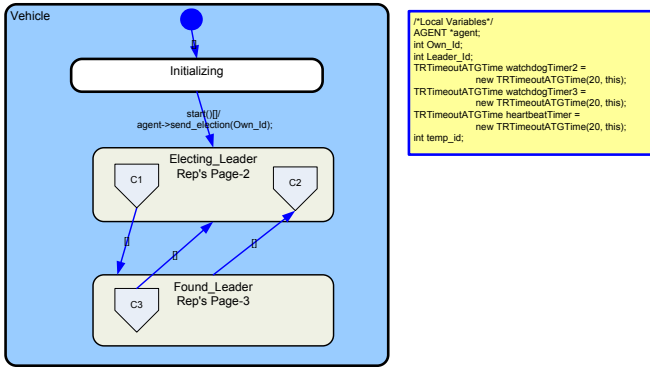 Vehicle
[]
Initializing
start()[]/
agent->send_election(Own_Id);
Electing_Leader
Rep's Page-2
C1
C2
[]
[]
[]
Found_Leader
Rep's Page-3
C3
/*Local Variables*/
AGENT *agent;
int Own_Id;
int Leader_Id;
TRTimeoutATGTime watchdogTimer2 =
new TRTimeoutATGTime(20, this);
TRTimeoutATGTime watchdogTimer3 =
new TRTimeoutATGTime(20, this);
TRTimeoutATGTime heartbeatTimer =
new TRTimeoutATGTime(20, this);
int temp_id;